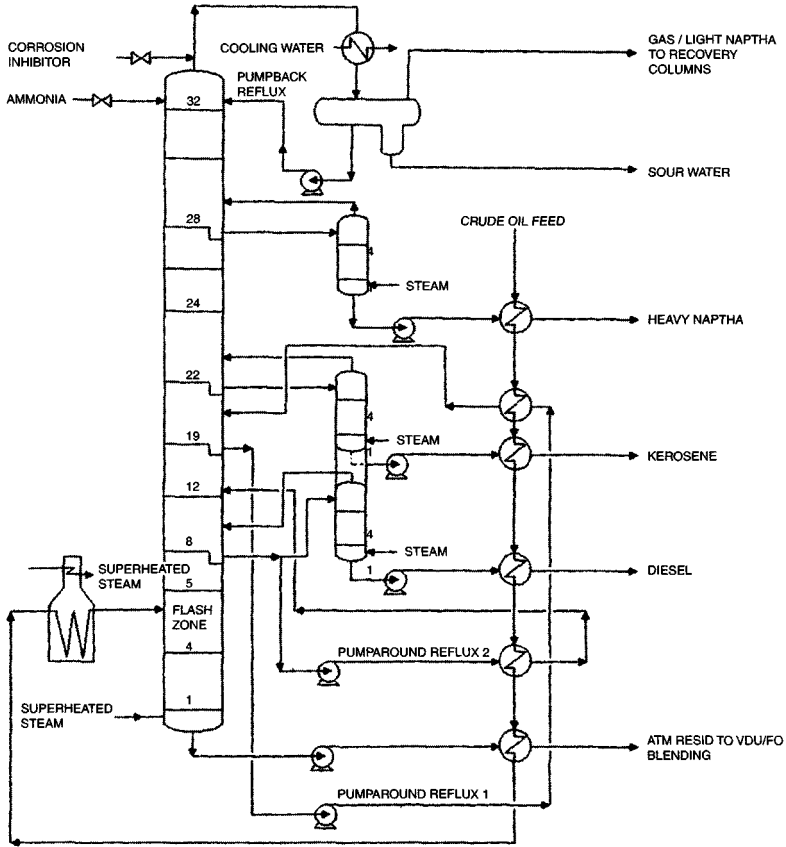 GAS / LIGHT NAPTHA
TO RECOVERY
COLUMNS
CORROSION
INHIBITOR
COOLING WATER
PUMPBACK
REFLUX
AMMONIA
32
SOUR WATER
28
CRUDE OIL FEED
4
STEAM
1
24
HEAVY NAPTHA
22
4
STEAM
19
1
KEROSENE
12
8
4
STEAM
1
DIESEL
SUPERHEATED
STEAM
5
FLASH
ZONE
4
PUMPAROUND REFLUX 2
1
SUPERHEATED
STEAM
ATM RESID TO VDU/FO
BLENDING
PUMPAROUND REFLUX 1